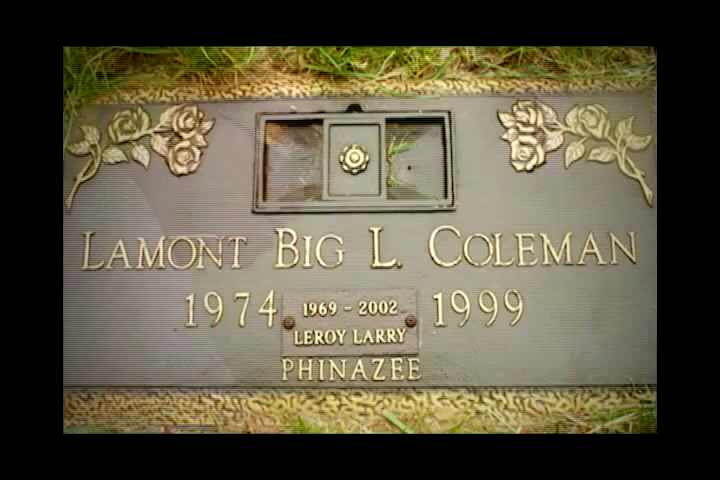 LAMONT BIG L. COLEMAN
1974 1999
1969 - 2002
LEROY LARRY
PHINAZEE